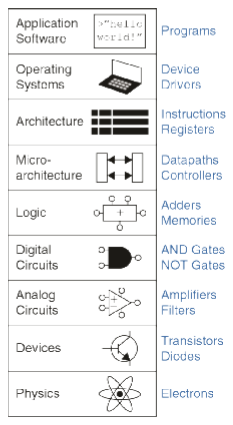 Application
Software
>"hello
world!"
Programs
Operating
Systems
Device
Drivors
Architecture
Instructions
Registers
Micro-
architecture
Datapaths
Controllers
Logic
+
Adders
Memories
Digital
Circuits
AND Gates
NOT Gates
Analog
Circuits
+
-
Amplifiers
Filters
Devices
Transistors
Diodes
Physics
Electrons